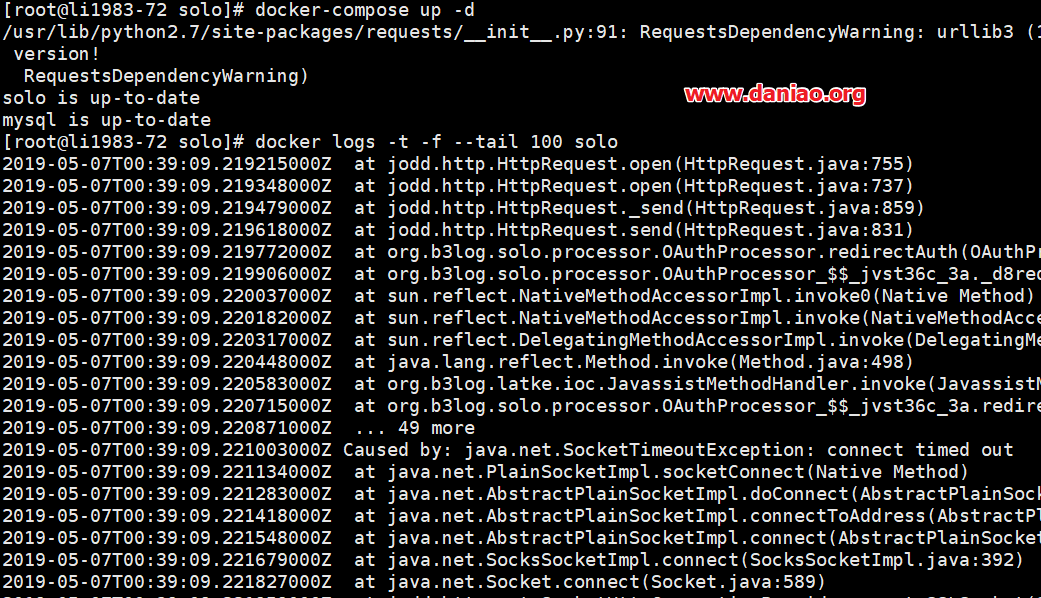 [root@li1983-72 solo]# docker-compose up -d
/usr/lib/python2.7/site-packages/requests/__init__.py:91: RequestsDependencyWarning: urllib3 (1
version!
RequestsDependencyWarning)
www.daniao.org
solo is up-to-date
mysql is up-to-date
[root@li1983-72 solo]# docker logs -t -f --tail 100 solo
2019-05-07T00:39:09.219215000Z  at jodd.http.HttpRequest.open(HttpRequest.java:755)
2019-05-07T00:39:09.219348000Z  at jodd.http.HttpRequest.open(HttpRequest.java:737)
2019-05-07T00:39:09.219479000Z  at jodd.http.HttpRequest._send(HttpRequest.java:859)
2019-05-07T00:39:09.219618000Z  at jodd.http.HttpRequest.send(HttpRequest.java:831)
2019-05-07T00:39:09.219772000Z  at org.b3log.solo.processor.OAuthProcessor.redirectAuth(OAuthPr
2019-05-07T00:39:09.219906000Z  at org.b3log.solo.processor.OAuthProcessor_$$_jvst36c_3a._d8red
2019-05-07T00:39:09.220037000Z  at sun.reflect.NativeMethodAccessorImpl.invoke0(Native Method)
2019-05-07T00:39:09.220182000Z  at sun.reflect.NativeMethodAccessorImpl.invoke(NativeMethodAcce
2019-05-07T00:39:09.220317000Z  at sun.reflect.DelegatingMethodAccessorImpl.invoke(DelegatingMe
2019-05-07T00:39:09.220448000Z  at java.lang.reflect.Method.invoke(Method.java:498)
2019-05-07T00:39:09.220583000Z  at org.b3log.latke.ioc.JavassistMethodHandler.invoke(JavassistM
2019-05-07T00:39:09.220715000Z  at org.b3log.solo.processor.OAuthProcessor_$$_jvst36c_3a.redire
2019-05-07T00:39:09.220871000Z  ... 49 more
2019-05-07T00:39:09.221003000Z Caused by: java.net.SocketTimeoutException: connect timed out
2019-05-07T00:39:09.221134000Z  at java.net.PlainSocketImpl.socketConnect(Native Method)
2019-05-07T00:39:09.221283000Z  at java.net.AbstractPlainSocketImpl.doConnect(AbstractPlainSock
2019-05-07T00:39:09.221418000Z  at java.net.AbstractPlainSocketImpl.connectToAddress(AbstractPl
2019-05-07T00:39:09.221548000Z  at java.net.AbstractPlainSocketImpl.connect(AbstractPlainSocket
2019-05-07T00:39:09.221679000Z  at java.net.SocksSocketImpl.connect(SocksSocketImpl.java:392)
2019-05-07T00:39:09.221827000Z  at java.net.Socket.connect(Socket.java:589)